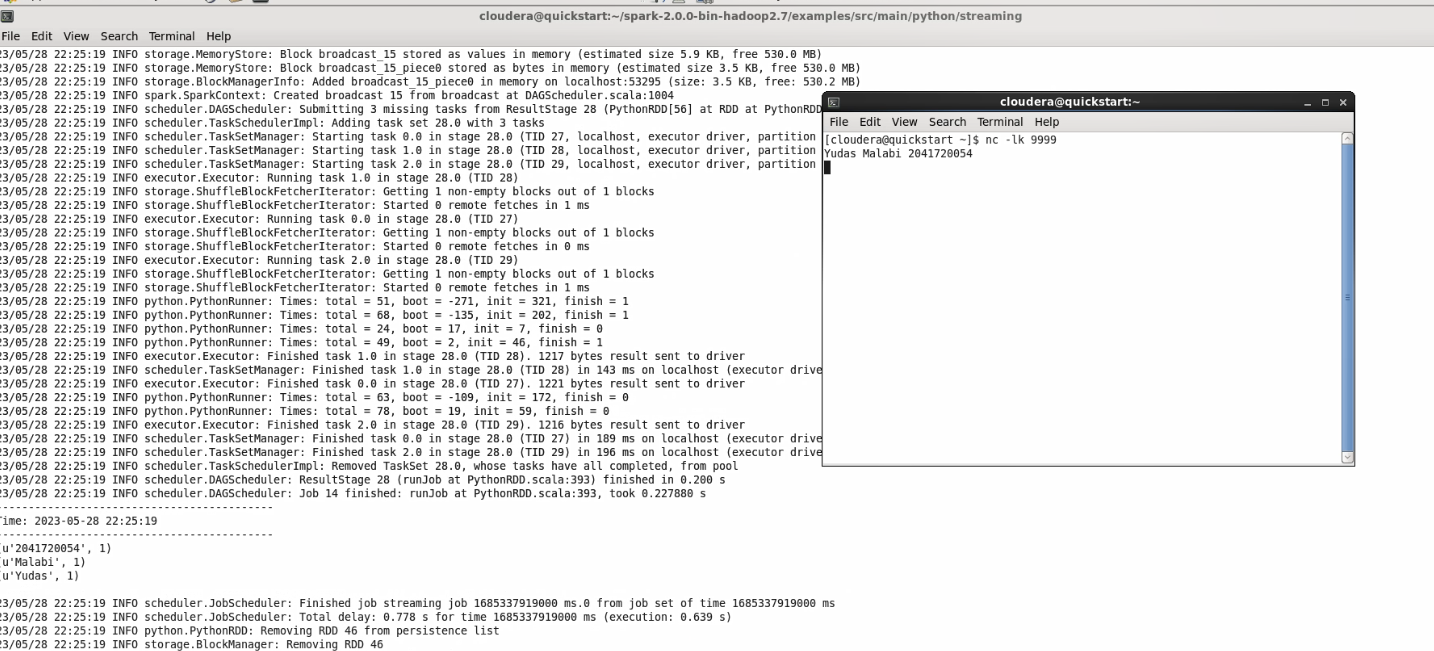 cloudera@quickstart:~/spark-2.0.0-bin-hadoop2.7/examples/src/main/python/streaming
File Edit View Search Terminal Help
23/05/28 22:25:19 INFO storage.MemoryStore: Block broadcast_15 stored as values in memory (estimated size 5.9 KB, free 530.0 MB)
23/05/28 22:25:19 INFO storage.MemoryStore: Block broadcast_15_piece0 stored as bytes in memory (estimated size 3.5 KB, free 530.0 MB)
23/05/28 22:25:19 INFO storage.BlockManagerInfo: Added broadcast_15_piece0 in memory on localhost:53295 (size: 3.5 KB, free: 530.2 MB)
23/05/28 22:25:19 INFO spark.SparkContext: Created broadcast 15 from broadcast at DAGScheduler.scala:1004
23/05/28 22:25:19 INFO scheduler.DAGScheduler: Submitting 3 missing tasks from ResultStage 28 (PythonRDD[56] at RDD at PythonRDD
23/05/28 22:25:19 INFO scheduler.TaskSchedulerImpl: Adding task set 28.0 with 3 tasks
23/05/28 22:25:19 INFO scheduler.TaskSetManager: Starting task 0.0 in stage 28.0 (TID 27, localhost, executor driver, partition
23/05/28 22:25:19 INFO scheduler.TaskSetManager: Starting task 1.0 in stage 28.0 (TID 28, localhost, executor driver, partition
23/05/28 22:25:19 INFO scheduler.TaskSetManager: Starting task 2.0 in stage 28.0 (TID 29, localhost, executor driver, partition
23/05/28 22:25:19 INFO executor.Executor: Running task 1.0 in stage 28.0 (TID 28)
23/05/28 22:25:19 INFO storage.ShuffleBlockFetcherIterator: Getting 1 non-empty blocks out of 1 blocks
23/05/28 22:25:19 INFO storage.ShuffleBlockFetcherIterator: Started 0 remote fetches in 1 ms
23/05/28 22:25:19 INFO executor.Executor: Running task 0.0 in stage 28.0 (TID 27)
23/05/28 22:25:19 INFO storage.ShuffleBlockFetcherIterator: Getting 1 non-empty blocks out of 1 blocks
23/05/28 22:25:19 INFO storage.ShuffleBlockFetcherIterator: Started 0 remote fetches in 0 ms
23/05/28 22:25:19 INFO executor.Executor: Running task 2.0 in stage 28.0 (TID 29)
23/05/28 22:25:19 INFO storage.ShuffleBlockFetcherIterator: Getting 1 non-empty blocks out of 1 blocks
23/05/28 22:25:19 INFO storage.ShuffleBlockFetcherIterator: Started 0 remote fetches in 1 ms
23/05/28 22:25:19 INFO python.PythonRunner: Times: total = 51, boot = -271, init = 321, finish = 1
23/05/28 22:25:19 INFO python.PythonRunner: Times: total = 68, boot = -135, init = 202, finish = 1
23/05/28 22:25:19 INFO python.PythonRunner: Times: total = 24, boot = 17, init = 7, finish = 0
23/05/28 22:25:19 INFO python.PythonRunner: Times: total = 49, boot = 2, init = 46, finish = 1
23/05/28 22:25:19 INFO executor.Executor: Finished task 1.0 in stage 28.0 (TID 28). 1217 bytes result sent to driver
23/05/28 22:25:19 INFO scheduler.TaskSetManager: Finished task 1.0 in stage 28.0 (TID 28) in 143 ms on localhost (executor drive
23/05/28 22:25:19 INFO executor.Executor: Finished task 0.0 in stage 28.0 (TID 27). 1221 bytes result sent to driver
23/05/28 22:25:19 INFO python.PythonRunner: Times: total = 63, boot = -109, init = 172, finish = 0
23/05/28 22:25:19 INFO python.PythonRunner: Times: total = 78, boot = 19, init = 59, finish = 0
23/05/28 22:25:19 INFO executor.Executor: Finished task 2.0 in stage 28.0 (TID 29). 1216 bytes result sent to driver
23/05/28 22:25:19 INFO scheduler.TaskSetManager: Finished task 0.0 in stage 28.0 (TID 27) in 189 ms on localhost (executor drive
23/05/28 22:25:19 INFO scheduler.TaskSetManager: Finished task 2.0 in stage 28.0 (TID 29) in 196 ms on localhost (executor drive
23/05/28 22:25:19 INFO scheduler.TaskSchedulerImpl: Removed TaskSet 28.0, whose tasks have all completed, from pool
23/05/28 22:25:19 INFO scheduler.DAGScheduler: ResultStage 28 (runJob at PythonRDD.scala:393) finished in 0.200 s
23/05/28 22:25:19 INFO scheduler.DAGScheduler: Job 14 finished: runJob at PythonRDD.scala:393, took 0.227880 s
-------------------------------------------
Time: 2023-05-28 22:25:19
-------------------------------------------
(u'2041720054', 1)
(u'Malabi', 1)
(u'Yudas', 1)
23/05/28 22:25:19 INFO scheduler.JobScheduler: Finished job streaming job 1685337919000 ms.0 from job set of time 1685337919000 ms
23/05/28 22:25:19 INFO scheduler.JobScheduler: Total delay: 0.778 s for time 1685337919000 ms (execution: 0.639 s)
23/05/28 22:25:19 INFO python.PythonRDD: Removing RDD 46 from persistence list
23/05/28 22:25:19 INFO storage.BlockManager: Removing RDD 46
cloudera@quickstart:~
File Edit View Search Terminal Help
[cloudera@quickstart ~]$ nc -lk 9999
Yudas Malabi 2041720054